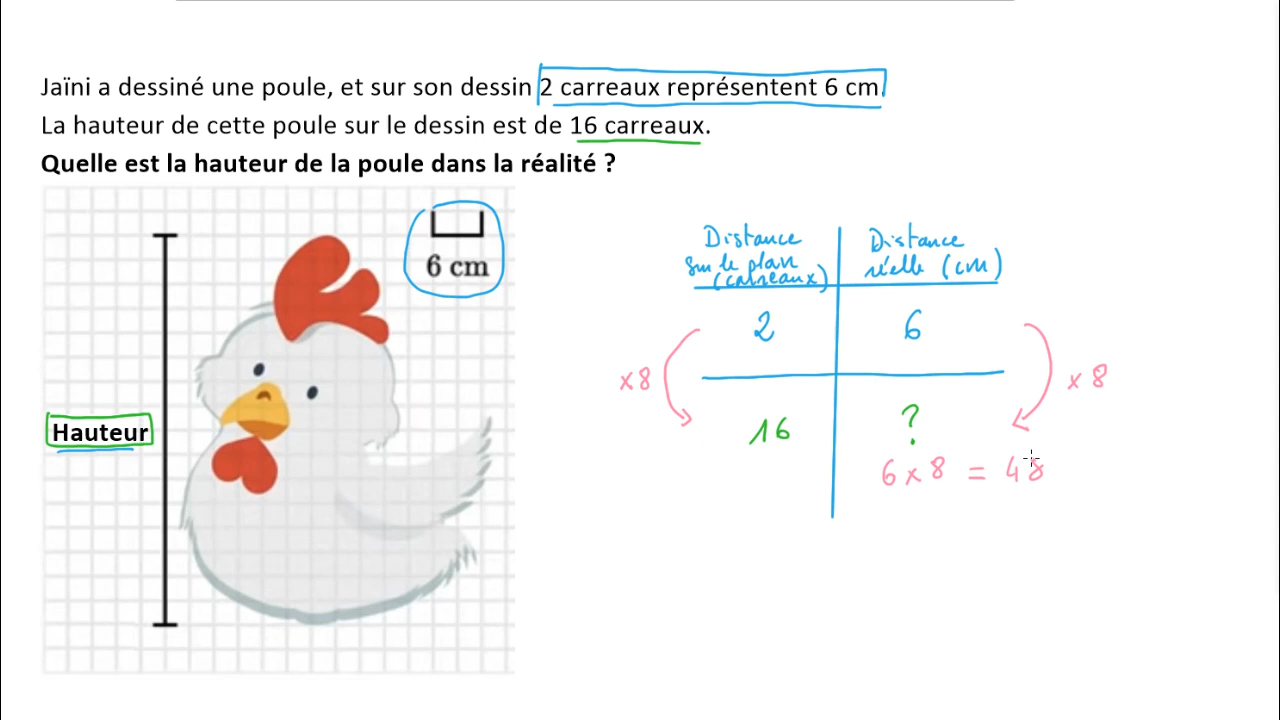 Jaïni a dessiné une poule, et sur son dessin 2 carreaux représentent 6 cm.
La hauteur de cette poule sur le dessin est de 16 carreaux.
Quelle est la hauteur de la poule dans la réalité ?
6 cm
Hauteur
Distance
sur le plan
(carreaux)
Distance
réelle (cm)
2
6
x8
x 8
16
?
6 x 8 = 48